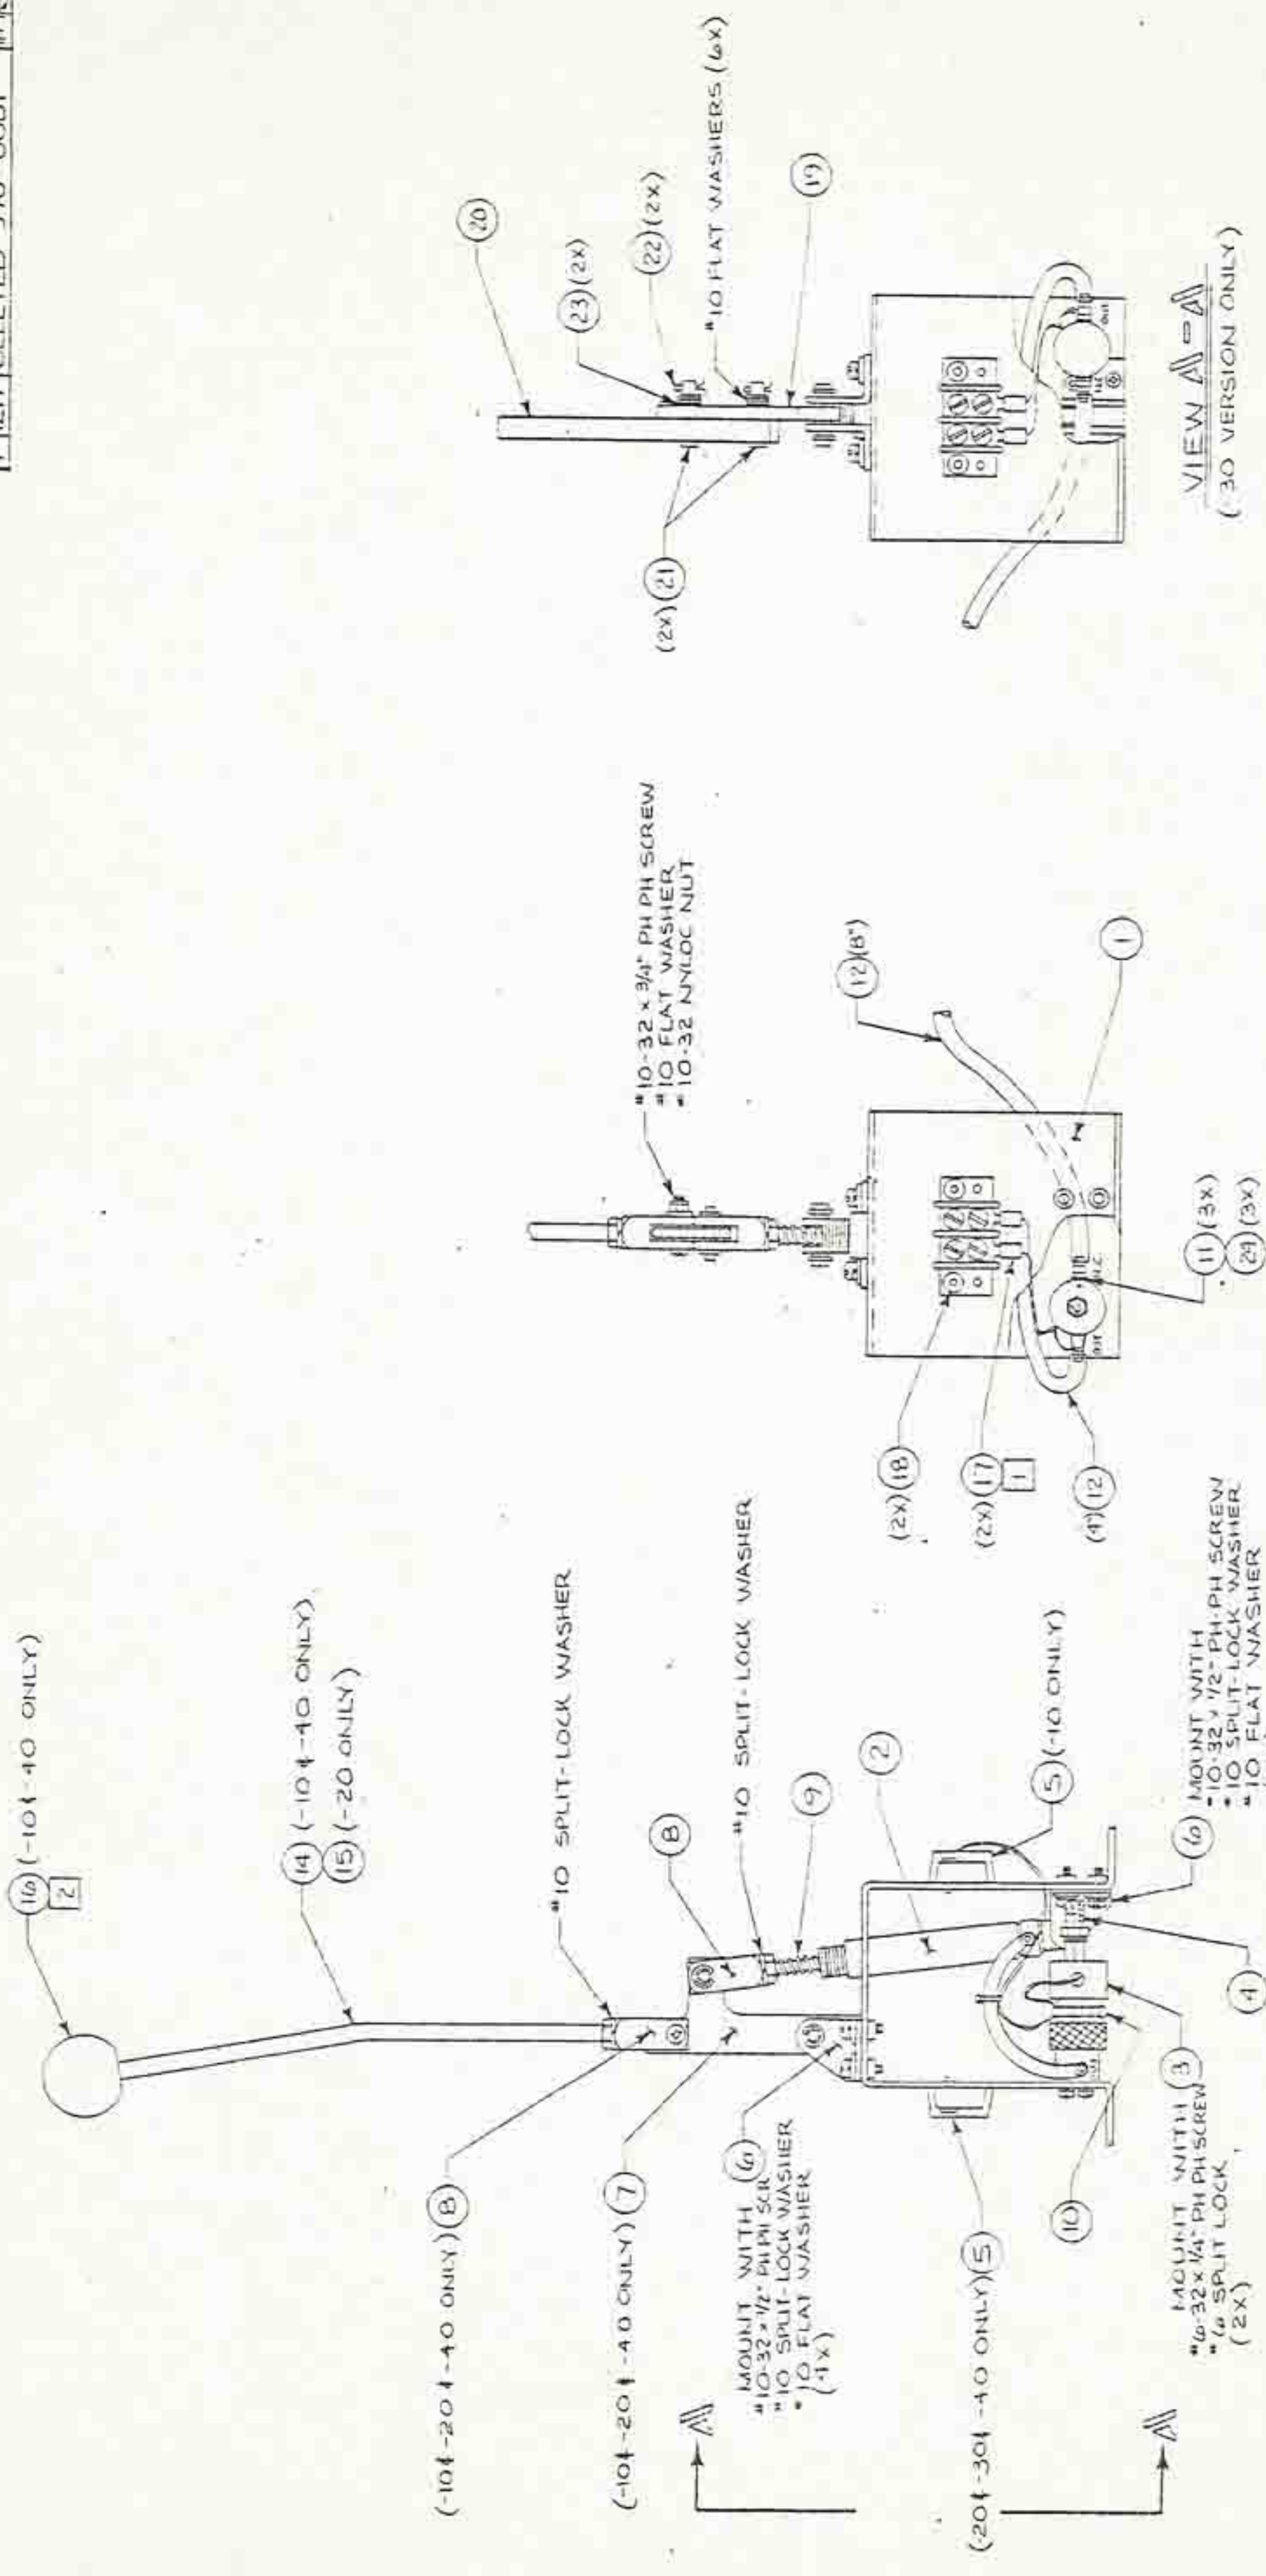 16 (-10 & -40 ONLY)
2
14 (-10 & -40 ONLY)
15 (-20 ONLY)
#10 SPLIT-LOCK WASHER
(-10 & -20 & -40 ONLY) 8
8
#10 SPLIT-LOCK WASHER
(-10 & -20 & -40 ONLY) 7
9
2
MOUNT WITH 6
#10-32 x 1/2" PH PH SCR
#10 SPLIT-LOCK WASHER
#10 FLAT WASHER
(4X)
A
(-20 & -30 & -40 ONLY) 5
5 (-10 ONLY)
A
10
MOUNT WITH 3
#6-32 x 1/4" PH PH SCREW
#6 SPLIT LOCK
(2X)
4
6 MOUNT WITH
#10-32 x 1/2" PH-PH SCREW
#10 SPLIT-LOCK WASHER
#10 FLAT WASHER
#10-32 x 3/4" PH PH SCREW
#10 FLAT WASHER
#10-32 NYLOC NUT
(2X) 18
(2X) 17
1
(4") 12
12 (8")
1
OUT
N.C.
11 (3X)
24 (3X)
20
23 (2X)
22 (2X)
#10 FLAT WASHERS (6X)
(2X) 21
19
OUT
N.C.
VIEW A-A
(-30 VERSION ONLY)